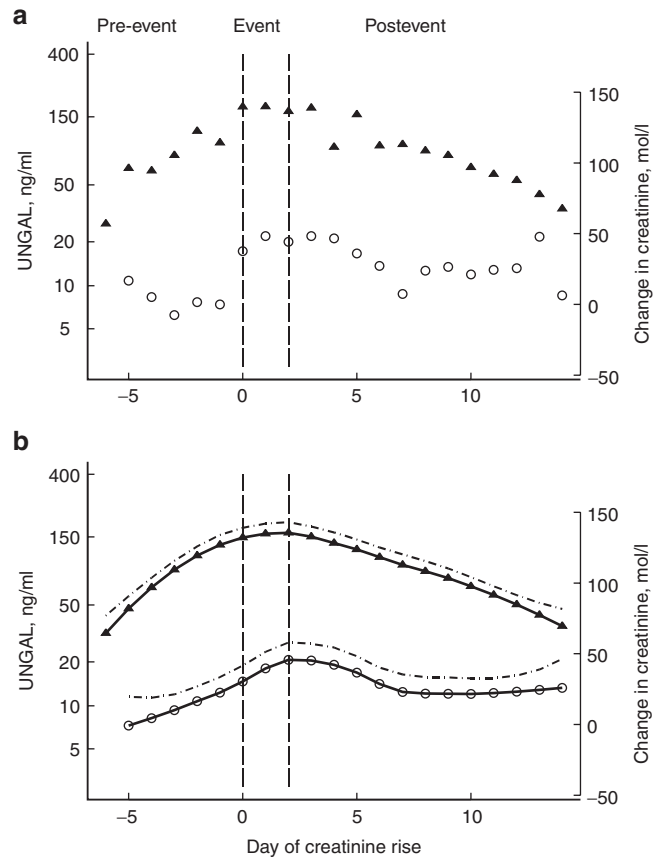 a
Pre-event Event Postevent
400
150
50
20
10
5
UNGAL, ng/ml
150
100
50
0
−50
Change in creatinine, mol/l
−5 0 5 10
b
400
150
50
20
10
5
UNGAL, ng/ml
150
100
50
0
−50
Change in creatinine, mol/l
−5 0 5 10
Day of creatinine rise